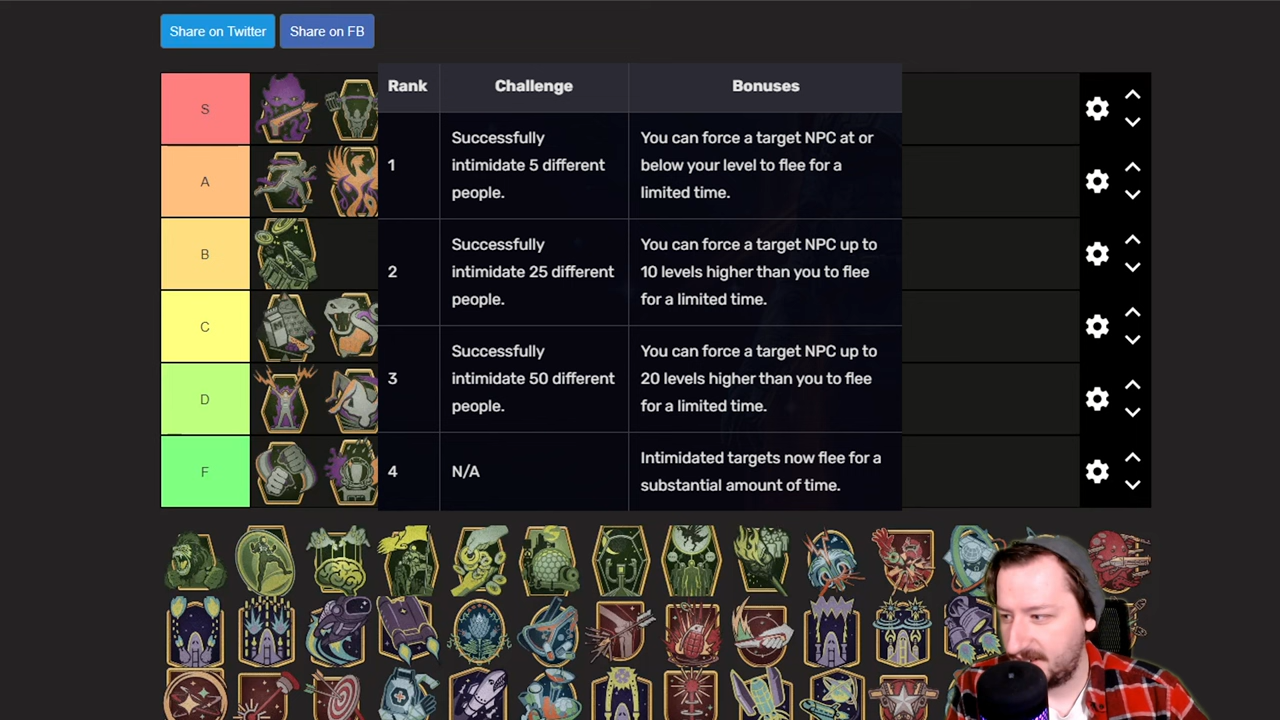 Share on Twitter
Share on FB
Rank
Challenge
Bonuses
S
A
B
C
D
F
1
Successfully
intimidate 5 different
people.
You can force a target NPC at or
below your level to flee for a
limited time.
2
Successfully
intimidate 25 different
people.
You can force a target NPC up to
10 levels higher than you to flee
for a limited time.
3
Successfully
intimidate 50 different
people.
You can force a target NPC up to
20 levels higher than you to flee
for a limited time.
4
N/A
Intimidated targets now flee for a
substantial amount of time.